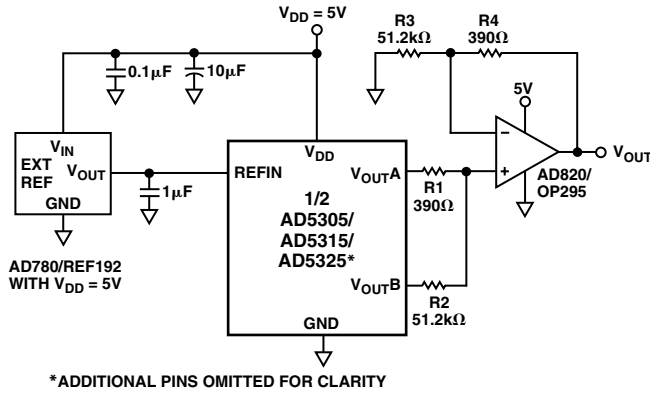 V_DD = 5V
0.1µF
10µF
R3
51.2kΩ
R4
390Ω
5V
V_IN
EXT
REF
V_OUT
GND
1µF
AD780/REF192
WITH V_DD = 5V
V_DD
REFIN
1/2
AD5305/
AD5315/
AD5325*
V_OUTA
V_OUTB
GND
R1
390Ω
R2
51.2kΩ
−
+
V_OUT
AD820/
OP295
*ADDITIONAL PINS OMITTED FOR CLARITY